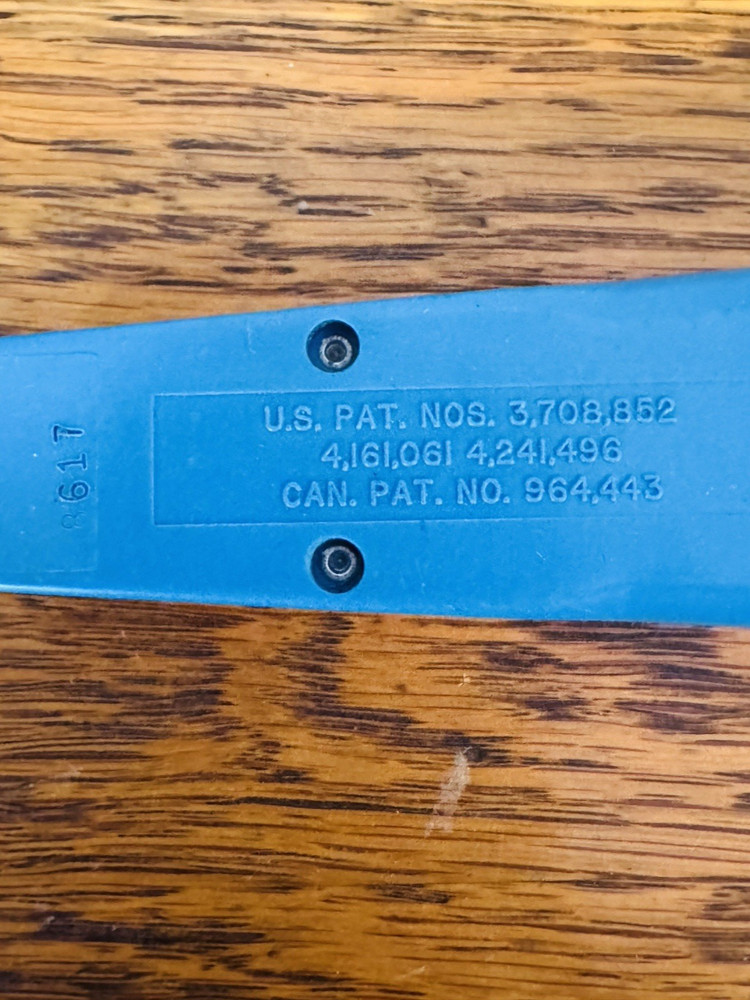 U.S. PAT. NOS. 3,708,852
4,161,061 4,241,496
CAN. PAT. NO. 964,443
8617